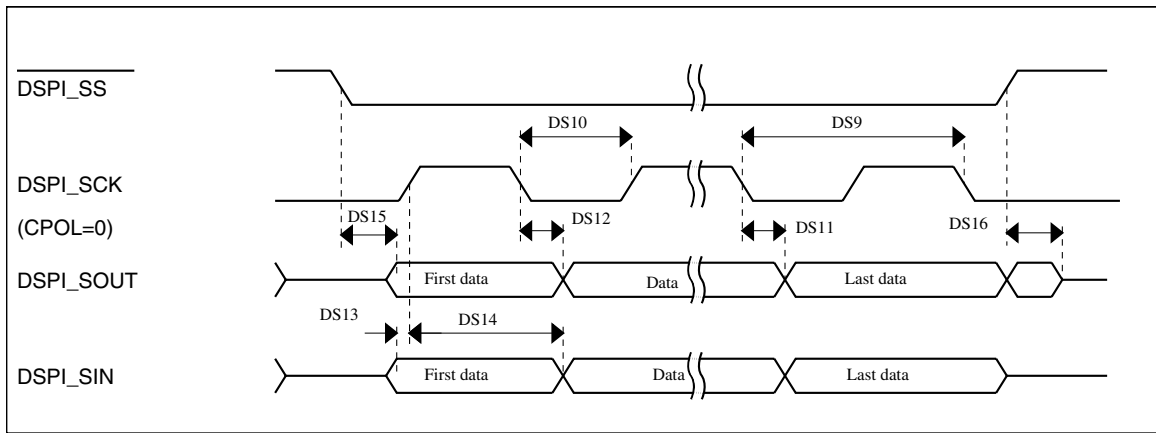 DSPI_SS
DS10
DS9
DSPI_SCK
(CPOL=0)
DS15
DS12
DS11
DS16
DSPI_SOUT
First data
Data
Last data
DS13
DS14
DSPI_SIN
First data
Data
Last data